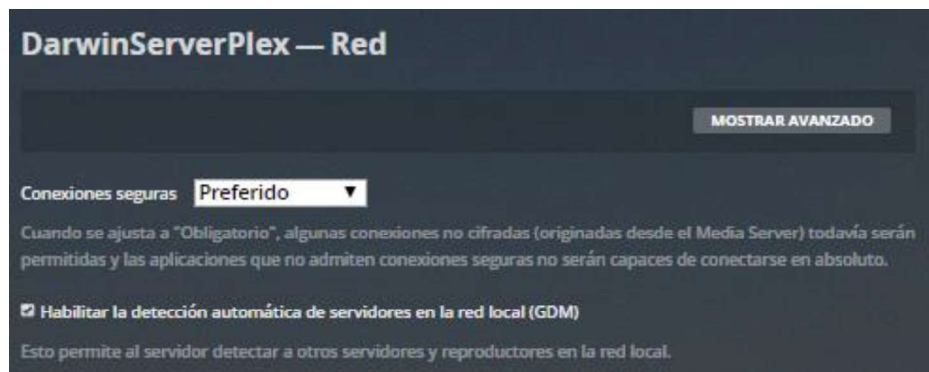 DarwinServerPlex — Red
MOSTRAR AVANZADO
Conexiones seguras Preferido
Cuando se ajusta a "Obligatorio", algunas conexiones no cifradas (originadas desde el Media Server) todavía serán
permitidas y las aplicaciones que no admiten conexiones seguras no serán capaces de conectarse en absoluto.
Habilitar la detección automática de servidores en la red local (GDM)
Esto permite al servidor detectar a otros servidores y reproductores en la red local.